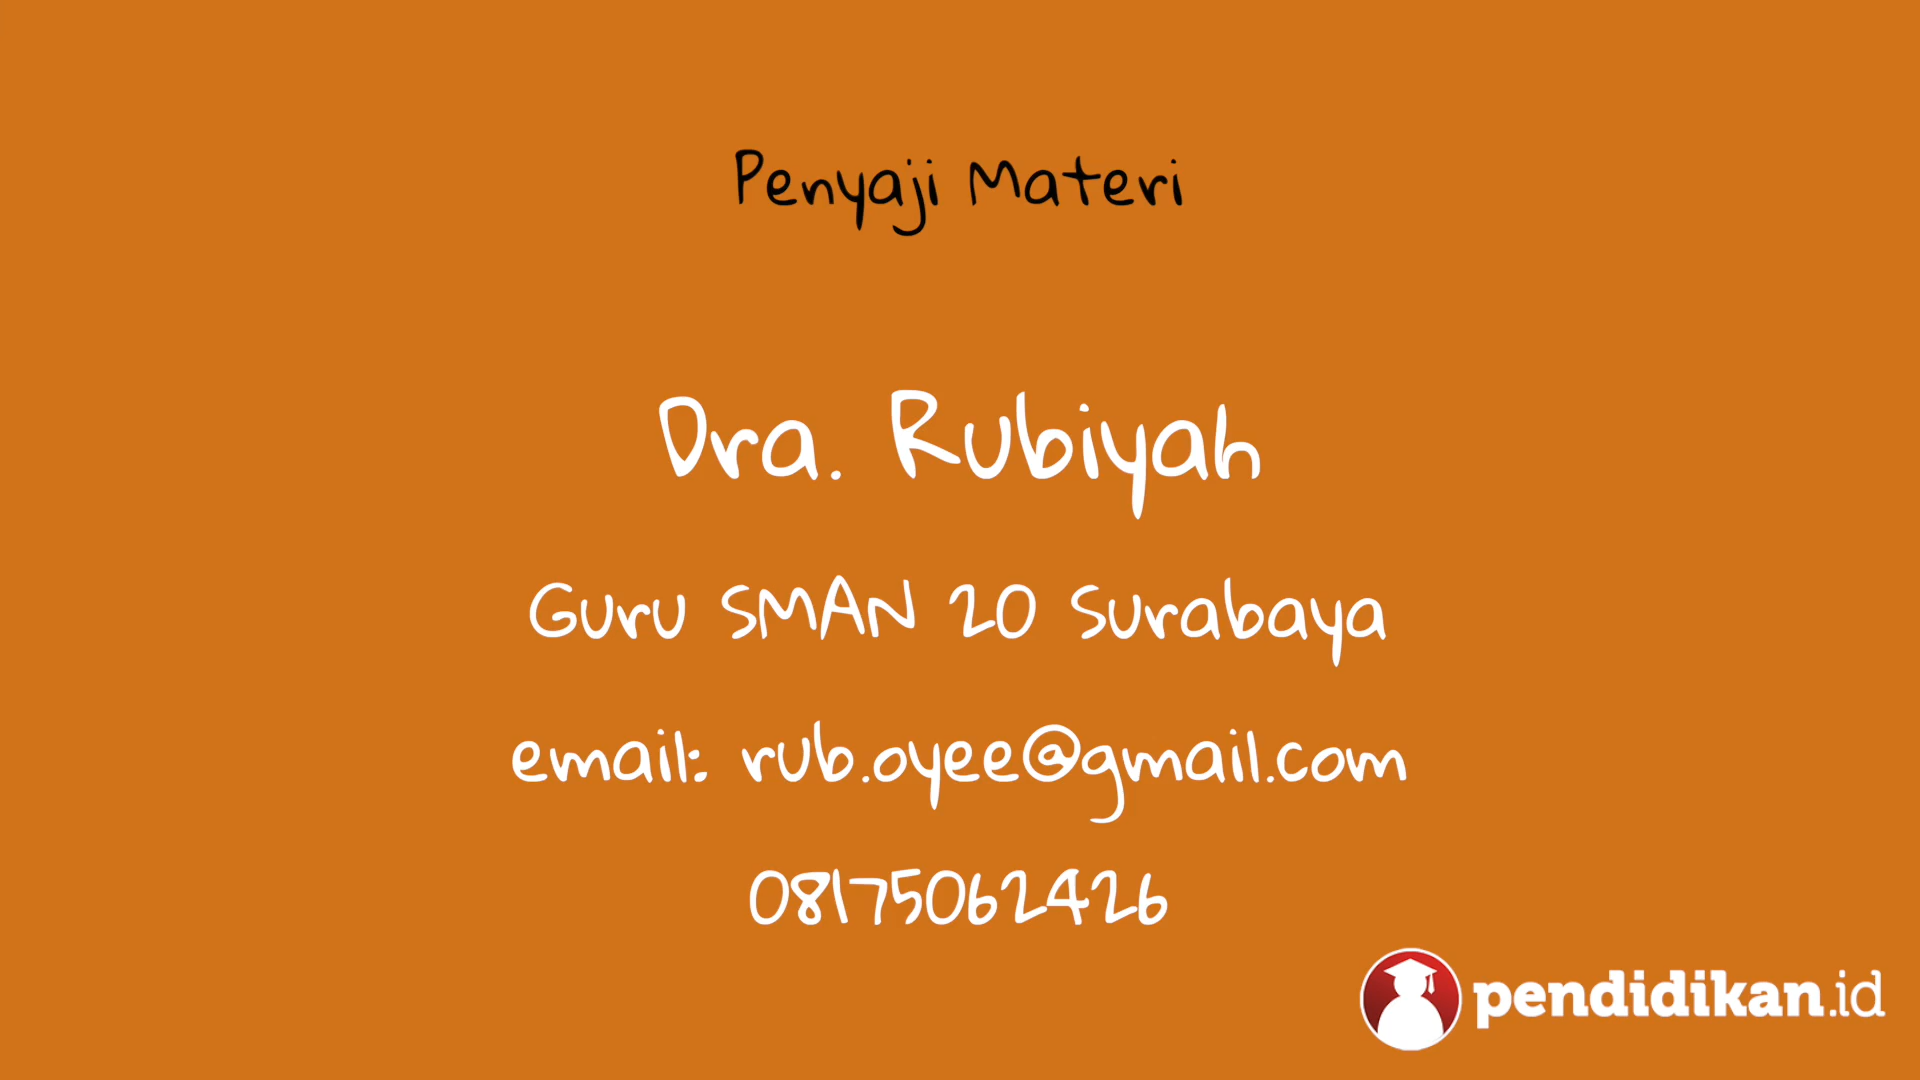 Penyaji Materi
Dra. Rubiyah
Guru SMAN 20 Surabaya
email: rub.oyee@gmail.com
08175062426
pendidikan.id